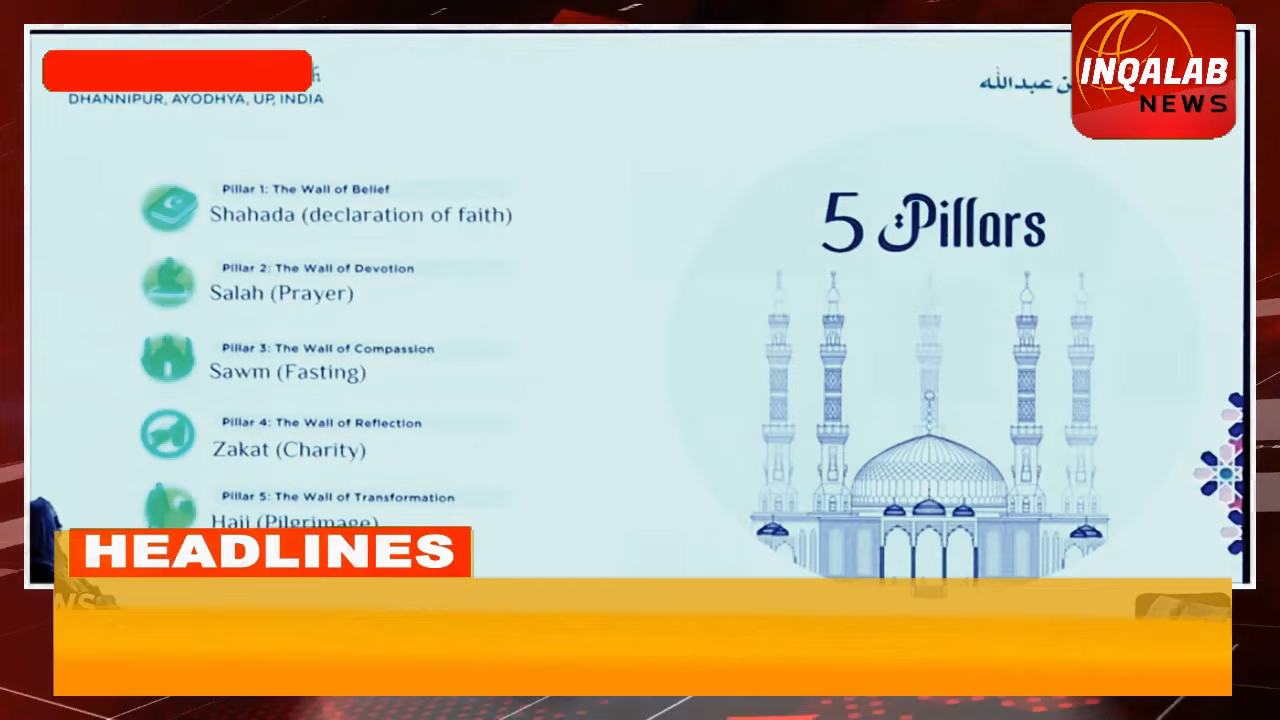 DHANNIPUR, AYODHYA, UP, INDIA
عبدالله
INQALAB
NEWS
Pillar 1: The Wall of Belief
Shahada (declaration of faith)
Pillar 2: The Wall of Devotion
Salah (Prayer)
Pillar 3: The Wall of Compassion
Sawm (Fasting)
Pillar 4: The Wall of Reflection
Zakat (Charity)
Pillar 5: The Wall of Transformation
Hajj (Pilgrimage)
5 Pillars
HEADLINES